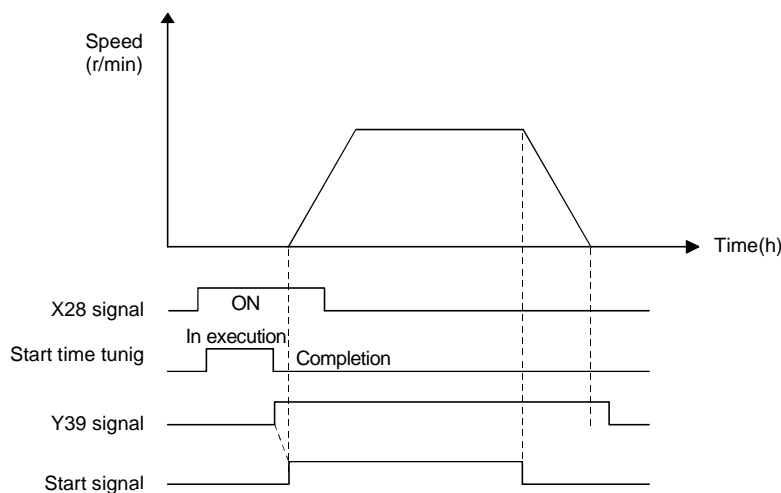 Speed
(r/min)
Time(h)
X28 signal
ON
In execution
Start time tunig
Completion
Y39 signal
Start signal